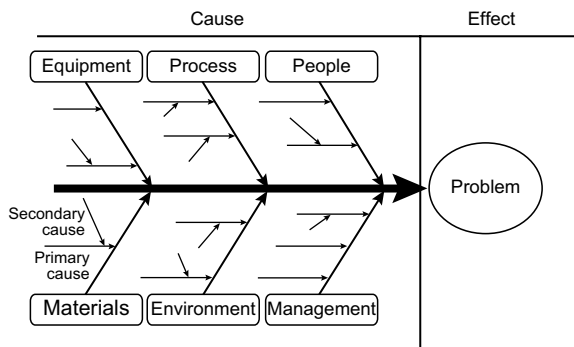 Cause
Effect
Equipment
Process
People
Problem
Secondary
cause
Primary
cause
Materials
Environment
Management